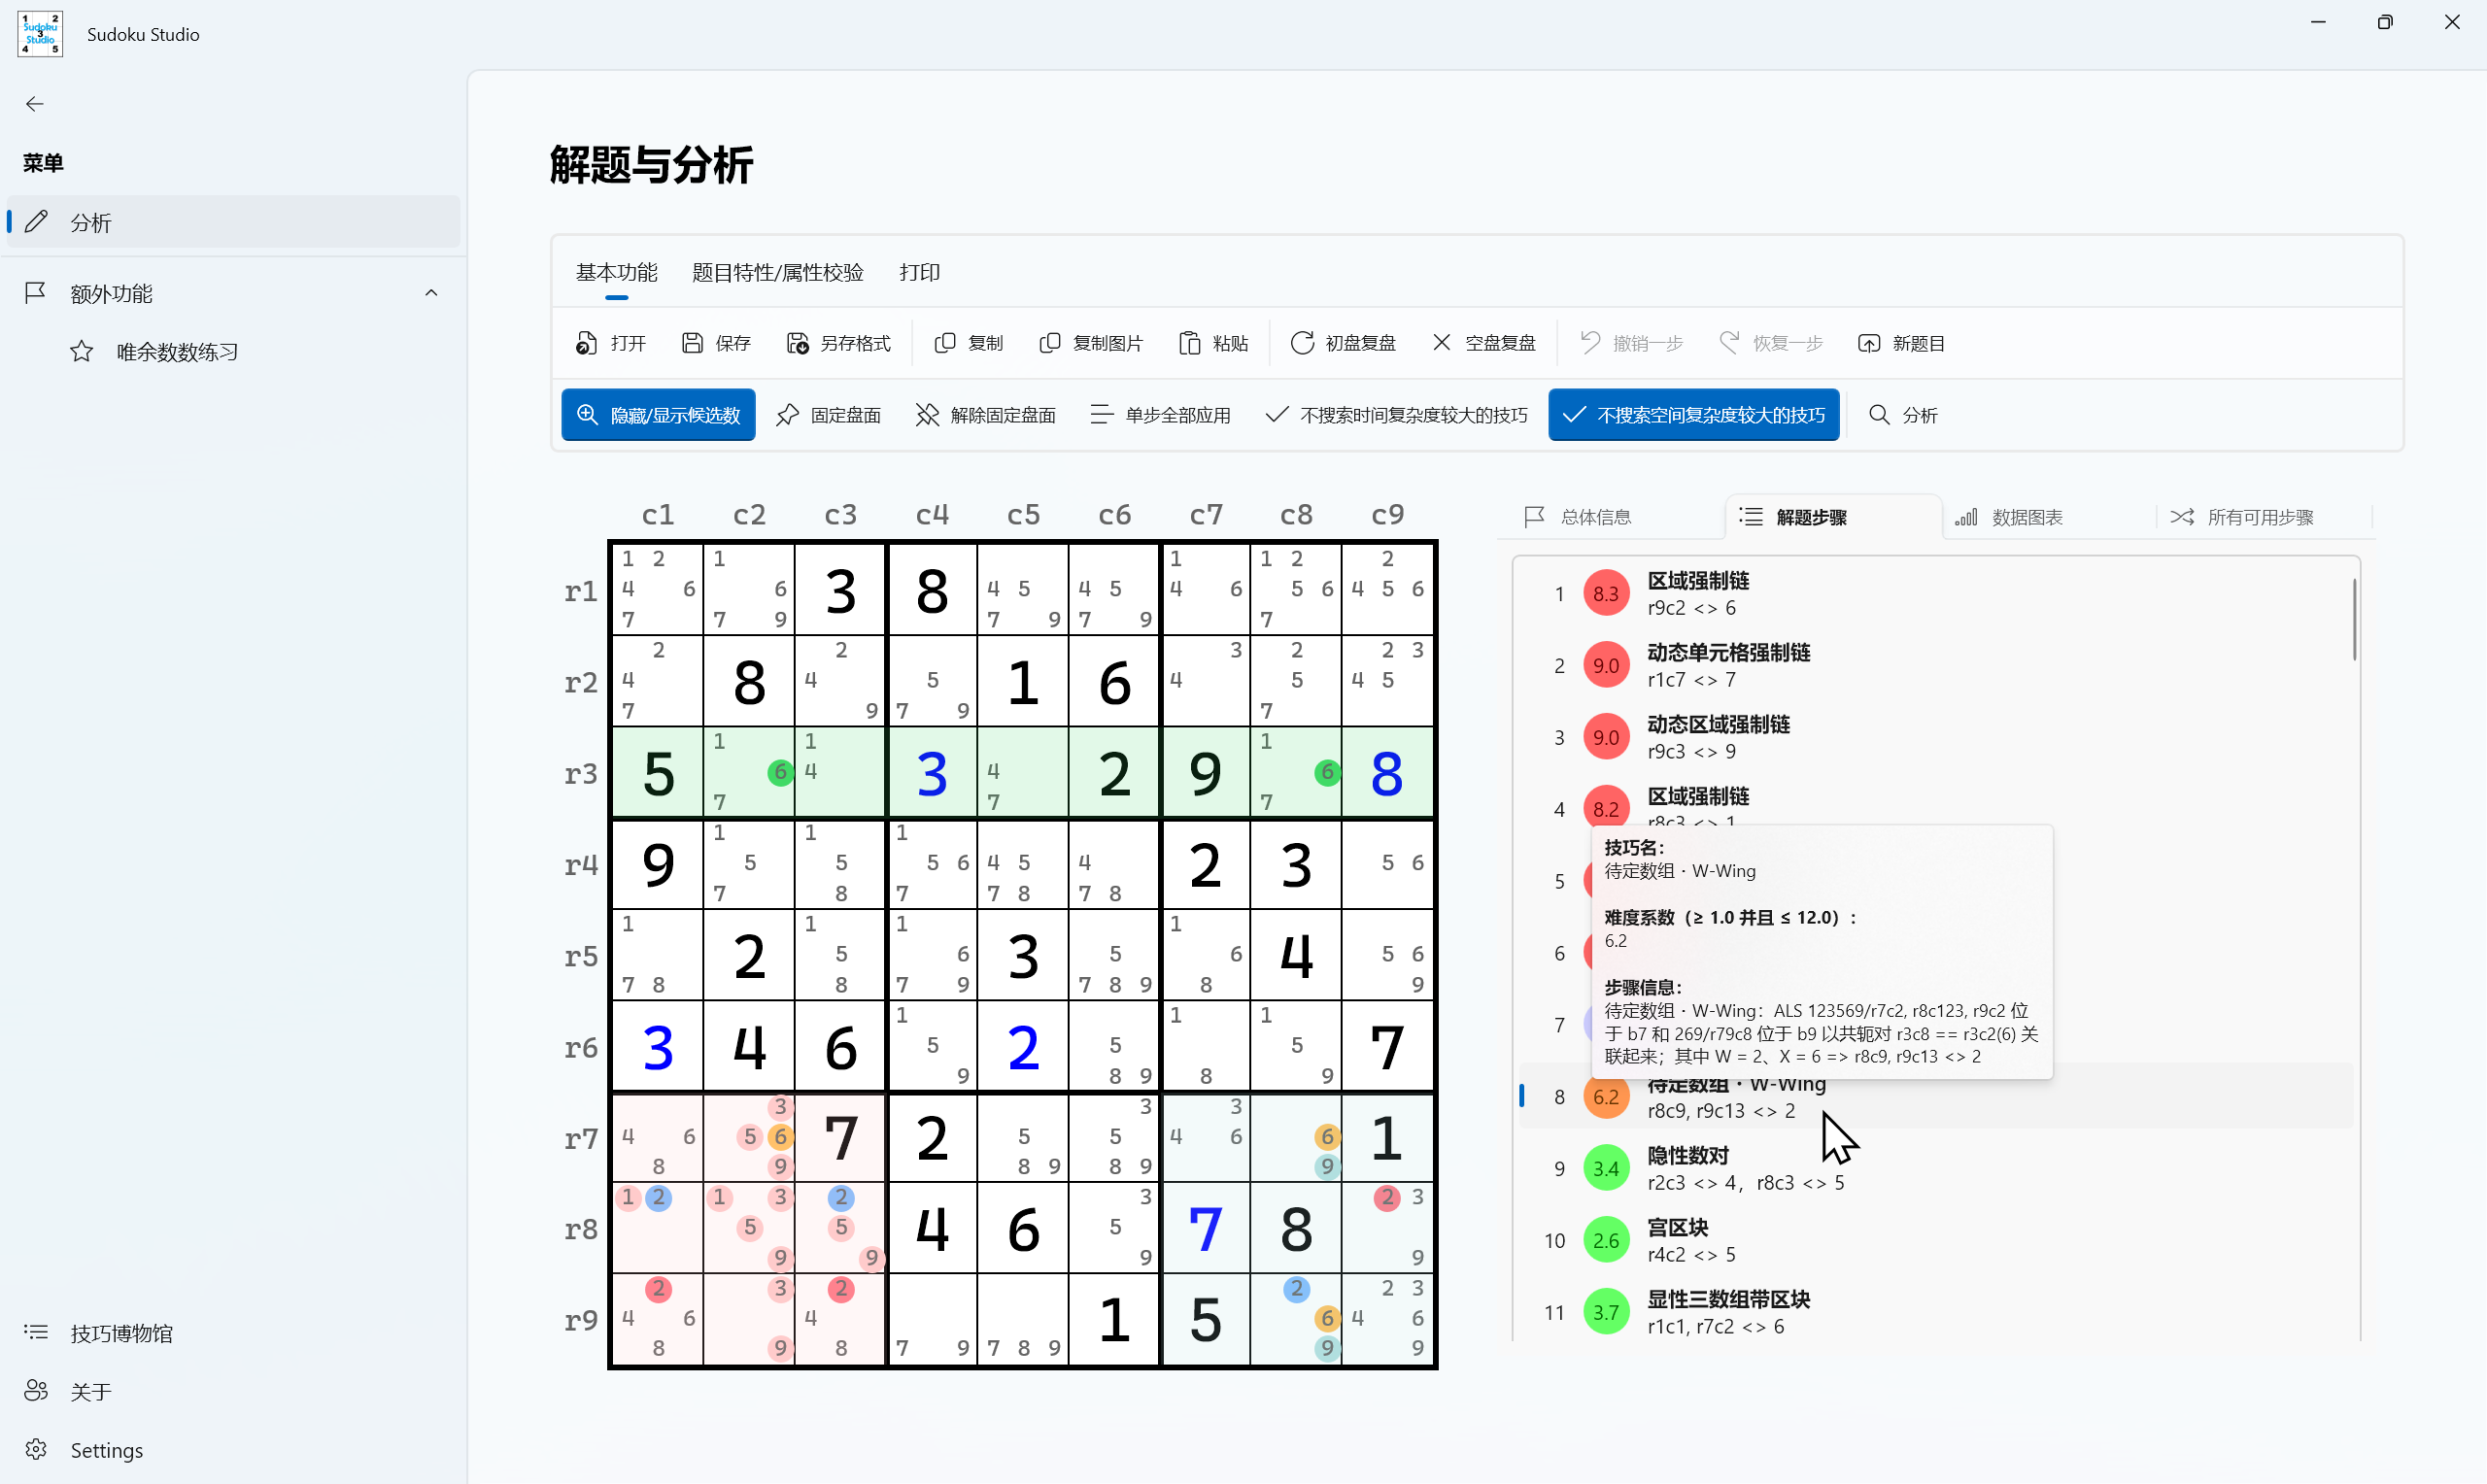 1 2
Sudoku
3
Studio
4 5
Sudoku Studio
菜单
分析
额外功能
唯余数数练习
技巧博物馆
关于
Settings
解题与分析
基本功能 题目特性/属性校验 打印
打开 保存 另存格式 复制 复制图片 粘贴 初盘复盘 空盘复盘 撤销一步 恢复一步 新题目
隐藏/显示候选数 固定盘面 解除固定盘面 单步全部应用 不搜索时间复杂度较大的技巧 不搜索空间复杂度较大的技巧 分析
c1 c2 c3 c4 c5 c6 c7 c8 c9
1 2 1 1 1 2 2
r1 4 6 6 3 8 4 5 4 5 4 6 5 6 4 5 6
7 7 9 7 9 7 9 7
2 2 3 2 2 3
r2 4 8 4 5 1 6 4 5 4 5
7 9 7 9 7
1 1 1
r3 5 6 4 3 4 2 9 6 8
7 7 7
1 1 1
r4 9 5 5 5 6 4 5 4 2 3 5 6
7 8 7 7 8 7 8
1 1 1 1
r5 2 5 6 3 5 6 4 5 6
7 8 8 7 9 7 8 9 8 9
1 1 1
r6 3 4 6 5 2 5 5 7
9 8 9 8 9
3 3 3
r7 4 6 5 6 7 2 5 5 4 6 6 1
8 9 8 9 8 9 9
1 2 1 3 2 3 2 3
r8 5 5 4 6 5 7 8
9 9 9 9
2 3 2 2 2 3
r9 4 6 4 1 5 6 4 6
8 9 8 7 9 7 8 9 9 9
总体信息 解题步骤 数据图表 所有可用步骤
1 8.3 区域强制链
r9c2 <> 6
2 9.0 动态单元格强制链
r1c7 <> 7
3 9.0 动态区域强制链
r9c3 <> 9
4 8.2 区域强制链
r8c3 <> 1
5
6
7
技巧名：
待定数组 · W-Wing
难度系数（≥ 1.0 并且 ≤ 12.0）：
6.2
步骤信息：
待定数组 · W-Wing：ALS 123569/r7c2, r8c123, r9c2 位
于 b7 和 269/r79c8 位于 b9 以共轭对 r3c8 == r3c2(6) 关
联起来；其中 W = 2、X = 6 => r8c9, r9c13 <> 2
8 6.2 待定数组 · W-Wing
r8c9, r9c13 <> 2
9 3.4 隐性数对
r2c3 <> 4，r8c3 <> 5
10 2.6 宫区块
r4c2 <> 5
11 3.7 显性三数组带区块
r1c1, r7c2 <> 6